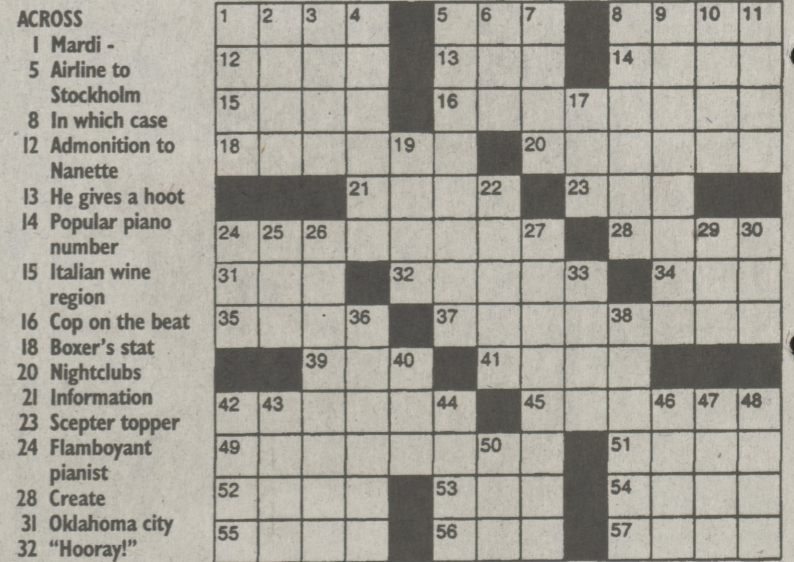 ACROSS
1 Mardi -
5 Airline to
Stockholm
8 In which case
12 Admonition to
Nanette
13 He gives a hoot
14 Popular piano
number
15 Italian wine
region
16 Cop on the beat
18 Boxer's stat
20 Nightclubs
21 Information
23 Scepter topper
24 Flamboyant
pianist
28 Create
31 Oklahoma city
32 "Hooray!"
1 2 3 4 5 6 7 8 9 10 11
12 13 14
15 16 17
18 19 20
21 22 23
24 25 26 27 28 29 30
31 32 33 34
35 36 37 38
39 40 41
42 43 44 45 46 47 48
49 50 51
52 53 54
55 56 57